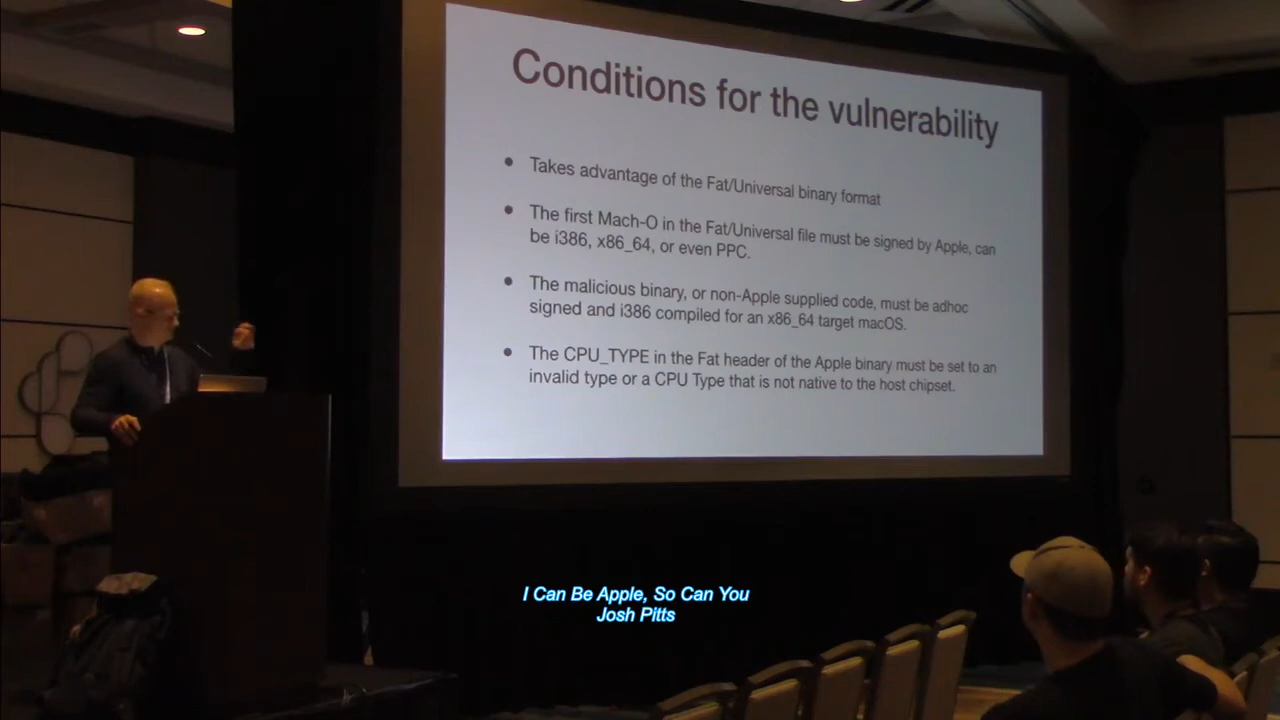 Conditions for the vulnerability
• Takes advantage of the Fat/Universal binary format
• The first Mach-O in the Fat/Universal file must be signed by Apple, can
be i386, x86_64, or even PPC.
• The malicious binary, or non-Apple supplied code, must be adhoc
signed and i386 compiled for an x86_64 target macOS.
• The CPU_TYPE in the Fat header of the Apple binary must be set to an
invalid type or a CPU Type that is not native to the host chipset.
I Can Be Apple, So Can You
Josh Pitts